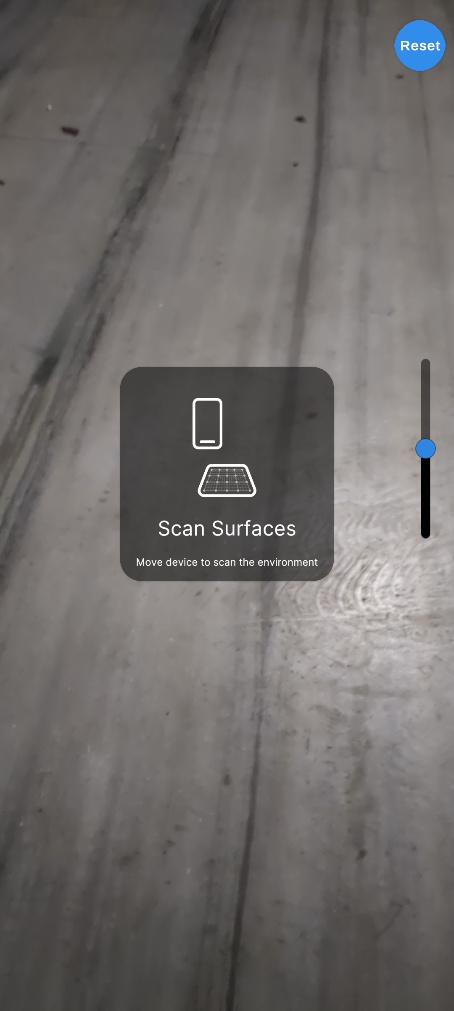 Reset
Scan Surfaces
Move device to scan the environment